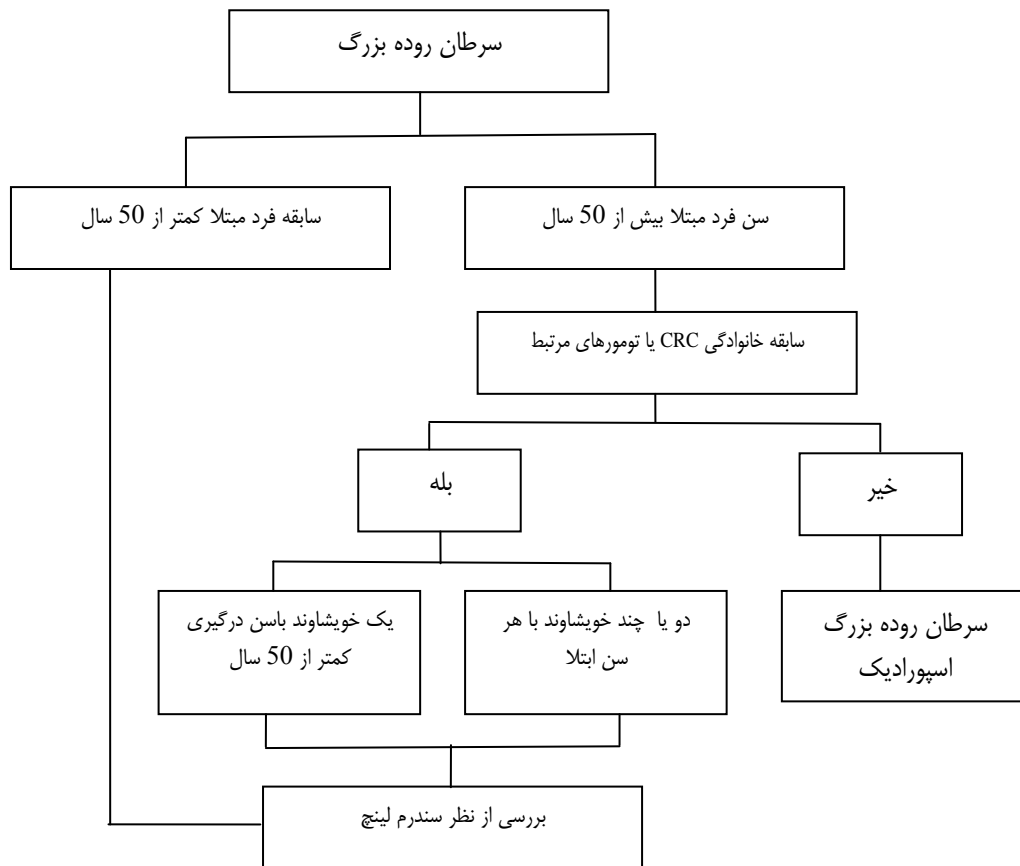 سرطان روده بزرگ
سن فرد مبتلا بیش از 50 سال
سابقه فرد مبتلا کمتر از 50 سال
سابقه خانوادگی CRC یا تومورهای مرتبط
خیر
بله
سرطان روده بزرگ
اسپورادیک
دو یا چند خویشاوند با هر
سن ابتلا
یک خویشاوند باسن درگیری
کمتر از 50 سال
بررسی از نظر سندرم لینچ